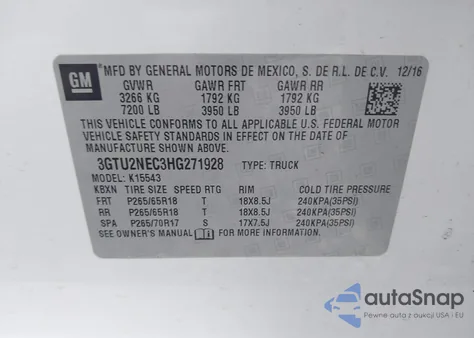 GM
MFD BY GENERAL MOTORS DE MEXICO, S. DE R.L. DE C.V. 12/16
GVWR GAWR FRT GAWR RR
3266 KG 1792 KG 1792 KG
7200 LB 3950 LB 3950 LB
THIS VEHICLE CONFORMS TO ALL APPLICABLE U.S. FEDERAL MOTOR
VEHICLE SAFETY STANDARDS IN EFFECT ON THE DATE OF
MANUFACTURE SHOWN ABOVE.
3GTU2NEC3HG271928 TYPE: TRUCK
MODEL: K15543
KBXN TIRE SIZE SPEED RTG RIM COLD TIRE PRESSURE
FRT P265/65R18 T 18X8.5J 240KPA(35PSI)
RR P265/65R18 T 18X8.5J 240KPA(35PSI)
SPA P265/70R17 S 17X7.5J 240KPA(35PSI)
SEE OWNER'S MANUAL FOR MORE INFORMATION.
autoSnap
Pewne auta z aukcji USA i EU